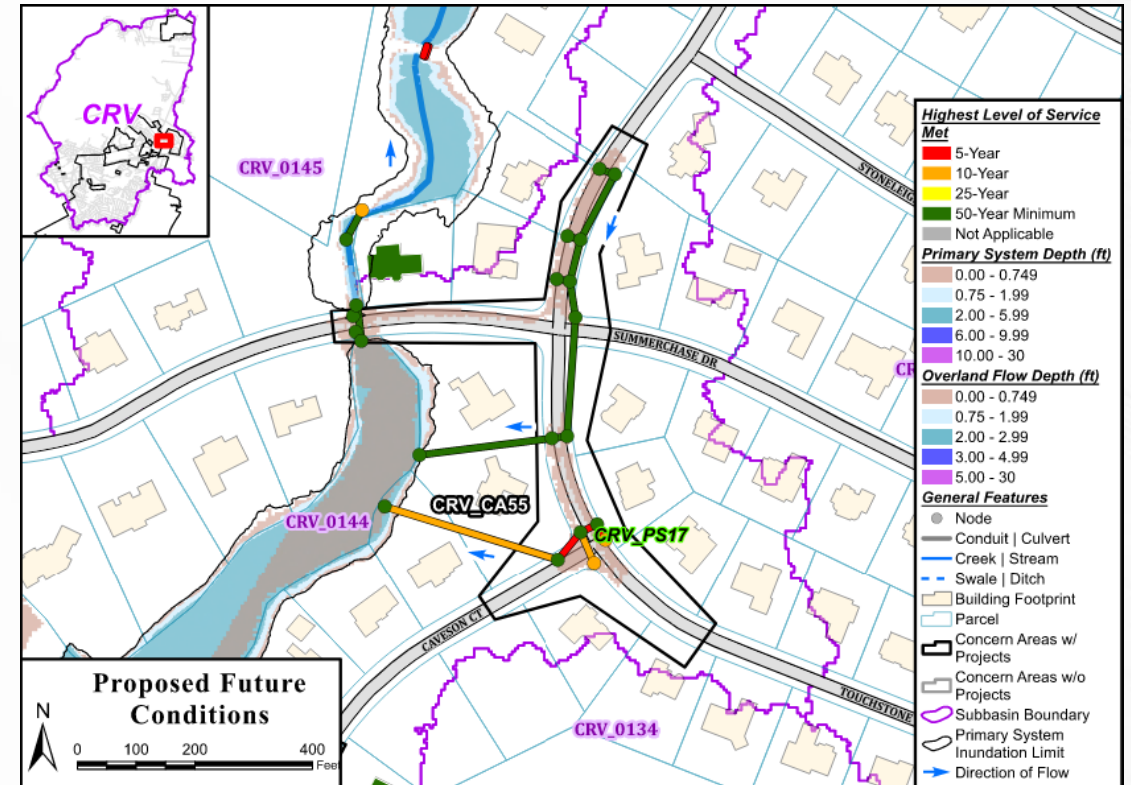 CRV
CRV_0145
STONELEIG
SUMMERCHASE DR
CR
CRV_CA55
CRV_0144
CRV_PS17
CAVESON CT
TOUCHSTONE
CRV_0134
Proposed Future
Conditions
N
0 100 200 400
Feet
Highest Level of Service
Met
5-Year
10-Year
25-Year
50-Year Minimum
Not Applicable
Primary System Depth (ft)
0.00 - 0.749
0.75 - 1.99
2.00 - 5.99
6.00 - 9.99
10.00 - 30
Overland Flow Depth (ft)
0.00 - 0.749
0.75 - 1.99
2.00 - 2.99
3.00 - 4.99
5.00 - 30
General Features
Node
Conduit | Culvert
Creek | Stream
Swale | Ditch
Building Footprint
Parcel
Concern Areas w/
Projects
Concern Areas w/o
Projects
Subbasin Boundary
Primary System
Inundation Limit
Direction of Flow